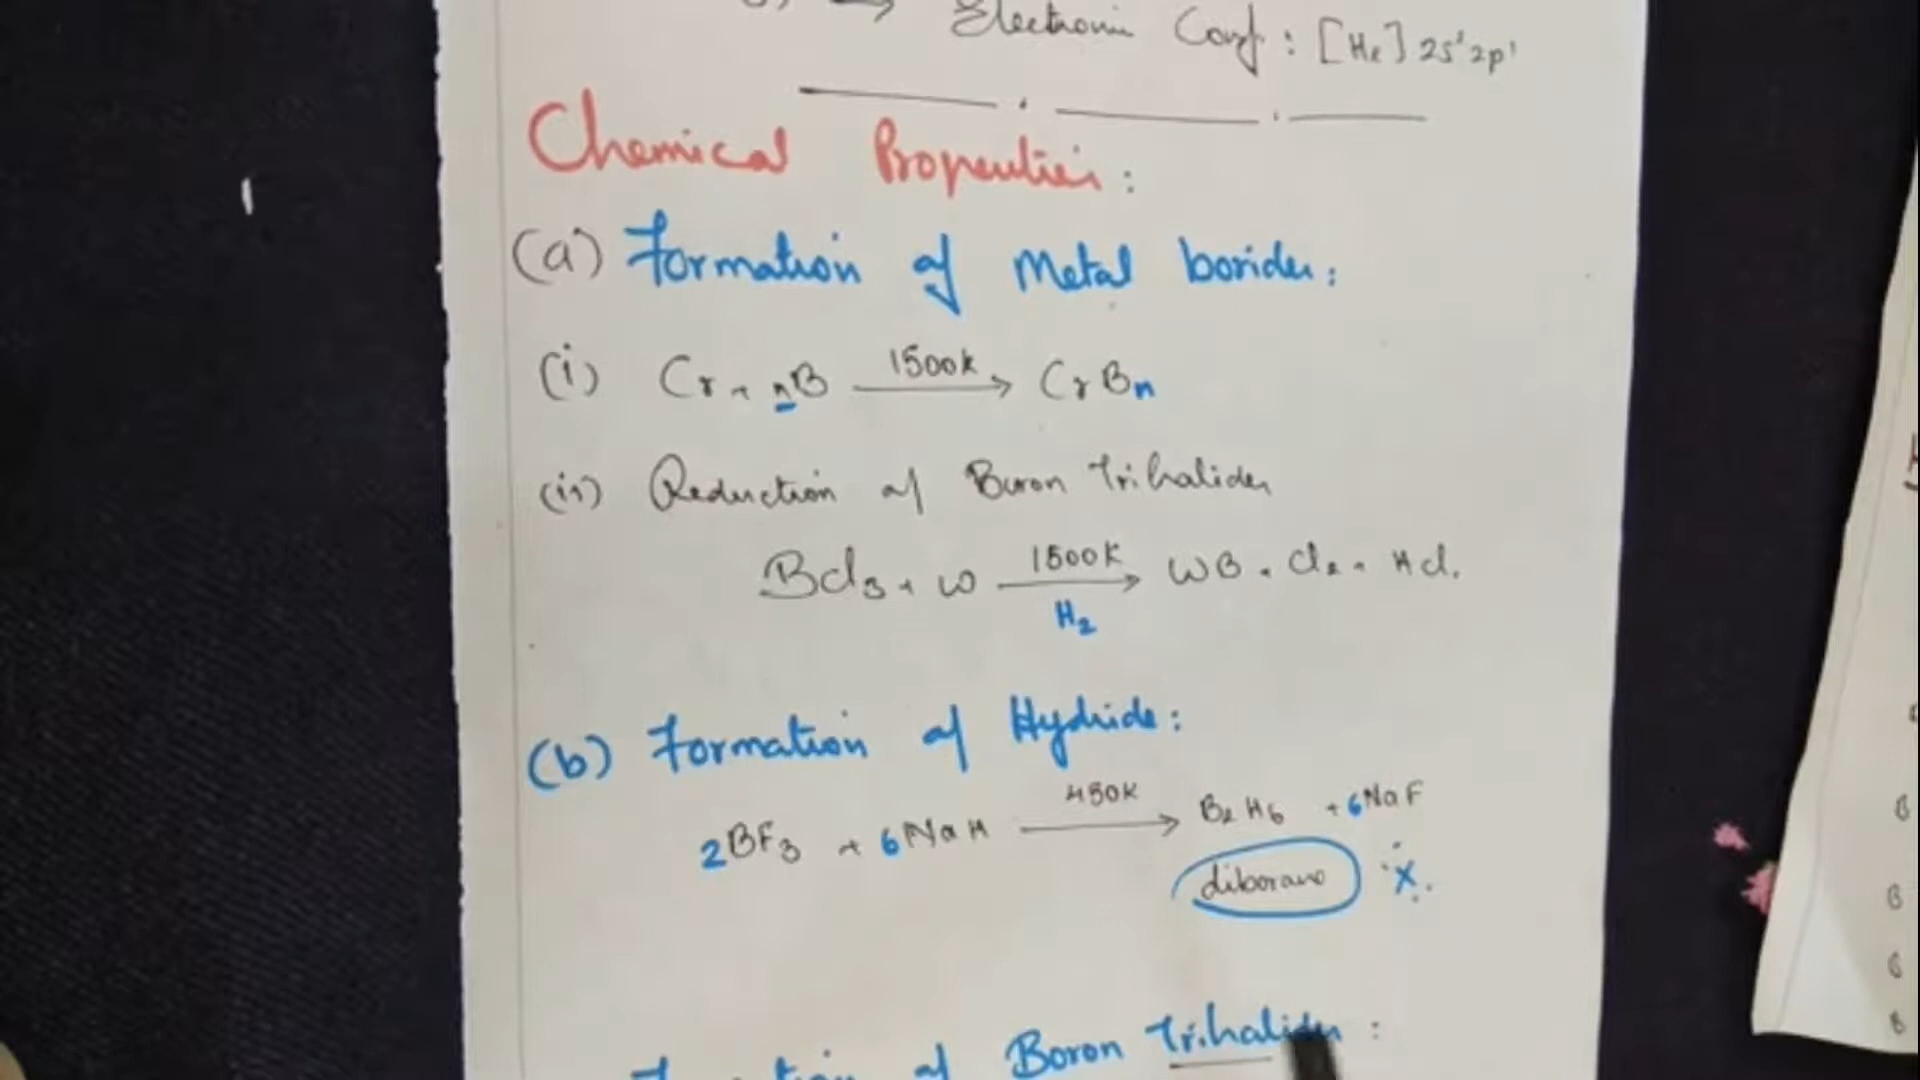 Electronic Conf : [He] 2s² 2p¹
Chemical Properties :
(a) Formation of Metal borides :
(i) Cr + nB 1500K → CrBn
(ii) Reduction of Boron Trihalides
BCl3 + W 1500K → H2 WB + Cl2 + HCl.
(b) Formation of Hydride :
2BF3 + 6NaH 450K → B2H6 + 6NaF
diborane
of Boron Trihalides :